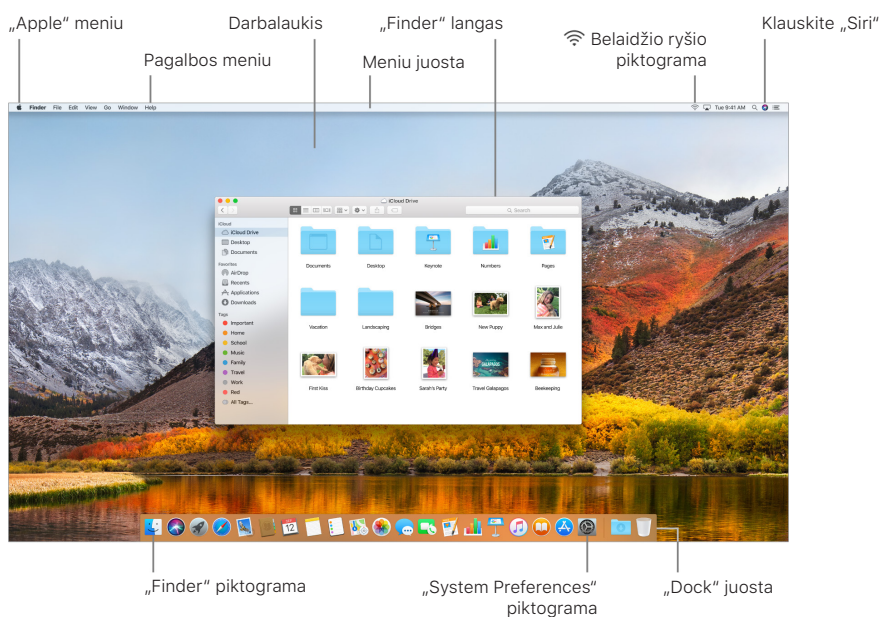 „Apple“ meniu
Darbalaukis
„Finder“ langas
Belaidžio ryšio
piktograma
Klauskite „Siri“
Pagalbos meniu
Meniu juosta
Finder File Edit View Go Window Help
Tue 9:41 AM
iCloud Drive
Search
iCloud
iCloud Drive
Desktop
Documents
Favorites
AirDrop
Recents
Applications
Downloads
Tags
Important
Home
School
Music
Family
Travel
Work
Red
All Tags...
Documents Desktop Keynote Numbers Pages
Vacation Landscaping Bridges New Puppy Max and Julie
First Kiss Birthday Cupcakes Sarah's Party Travel Galapagos Beekeeping
GALAPAGOS
12
„Finder“ piktograma
„System Preferences“
piktograma
„Dock“ juosta